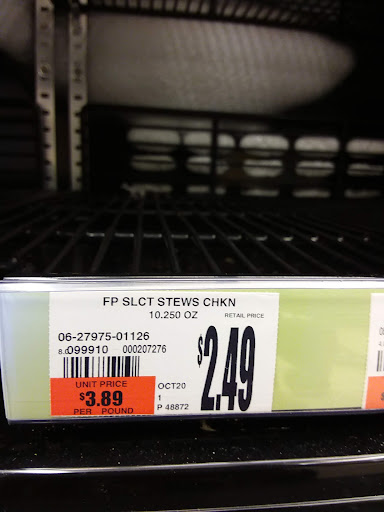 FP SLCT STEWS CHKN
10.250 OZ
RETAIL PRICE
06-27975-01126
099910 000207276
$2.49
UNIT PRICE
$3.89
PER POUND
OCT20
1
P 48872